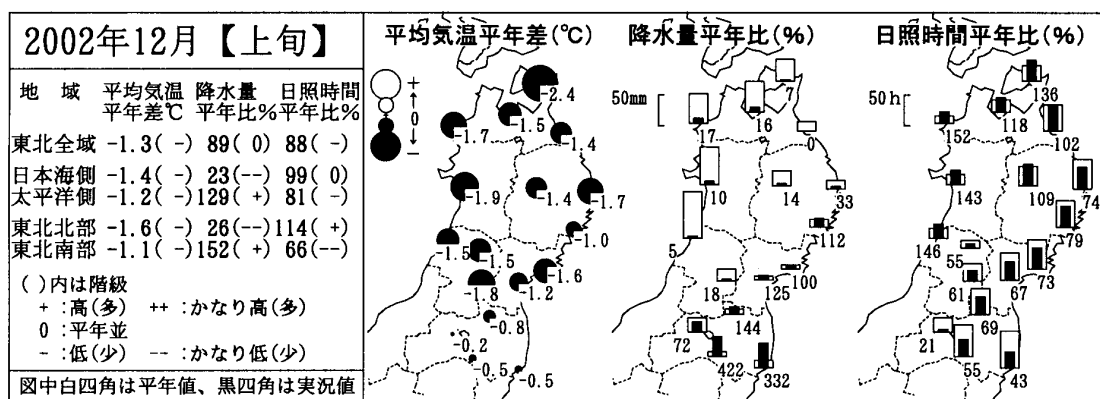 2002年12月【上旬】
地 域 平均気温 降水量 日照時間
平年差℃ 平年比% 平年比%
東北全域 -1.3( -) 89( 0) 88( -)
日本海側 -1.4( -) 23(--) 99( 0)
太平洋側 -1.2( -) 129( +) 81( -)
東北北部 -1.6( -) 26(--) 114( +)
東北南部 -1.1( -) 152( +) 66(--)
( )内は階級
+ :高(多) ++ :かなり高(多)
0 :平年並
- :低(少) -- :かなり低(少)
図中白四角は平年値、黒四角は実況値
平均気温平年差(℃)
+
0
-
-2.4
-1.5
-1.7
-1.4
-1.9
-1.4
-1.7
-1.0
-1.5
-1.5
-1.6
-1.8
-1.2
-0.8
-0.2
-0.5
-0.5
降水量平年比(%)
50mm
7
16
17
0
10
14
33
112
5
100
18
125
144
72
422
332
日照時間平年比(%)
50h
136
118
152
102
143
109
74
79
146
55
73
61
67
69
21
55
43